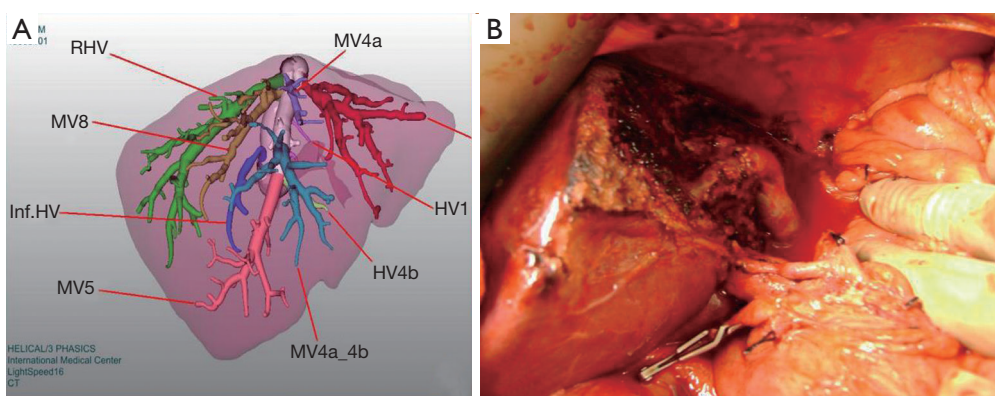 A
M
01
RHV
MV4a
MV8
Inf.HV
HV1
HV4b
MV5
MV4a_4b
HELICAL/3 PHASICS
International Medical Center
LightSpeed16
CT
B